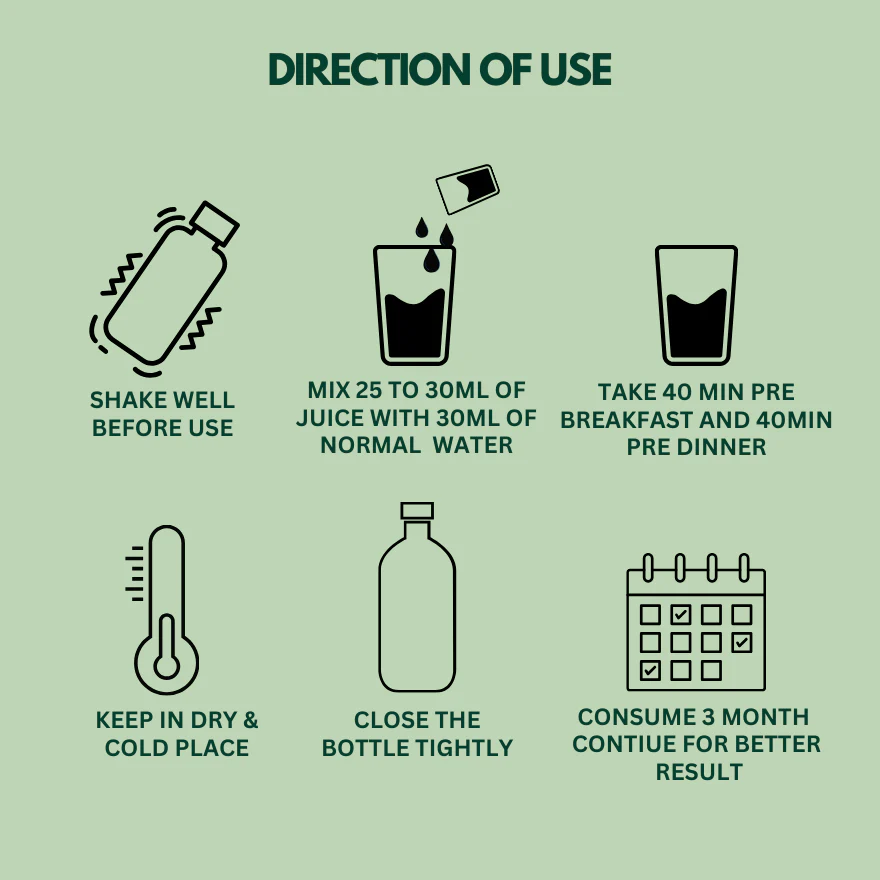 DIRECTION OF USE
SHAKE WELL
BEFORE USE
MIX 25 TO 30ML OF
JUICE WITH 30ML OF
NORMAL WATER
TAKE 40 MIN PRE
BREAKFAST AND 40MIN
PRE DINNER
KEEP IN DRY &
COLD PLACE
CLOSE THE
BOTTLE TIGHTLY
CONSUME 3 MONTH
CONTIUE FOR BETTER
RESULT